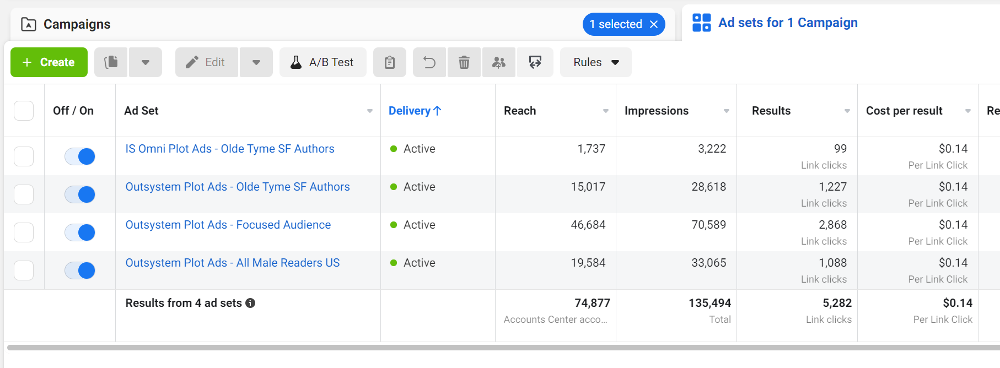 Campaigns
1 selected
Ad sets for 1 Campaign
+ Create
Edit
A/B Test
Rules
Off / On
Ad Set
Delivery↑
Reach
Impressions
Results
Cost per result
Re
IS Omni Plot Ads - Olde Tyme SF Authors
Active
1,737
3,222
99
$0.14
Link clicks
Per Link Click
Outsystem Plot Ads - Olde Tyme SF Authors
Active
15,017
28,618
1,227
$0.14
Link clicks
Per Link Click
Outsystem Plot Ads - Focused Audience
Active
46,684
70,589
2,868
$0.14
Link clicks
Per Link Click
Outsystem Plot Ads - All Male Readers US
Active
19,584
33,065
1,088
$0.14
Link clicks
Per Link Click
Results from 4 ad sets
74,877
135,494
5,282
$0.14
Accounts Center acco...
Total
Link clicks
Per Link Click